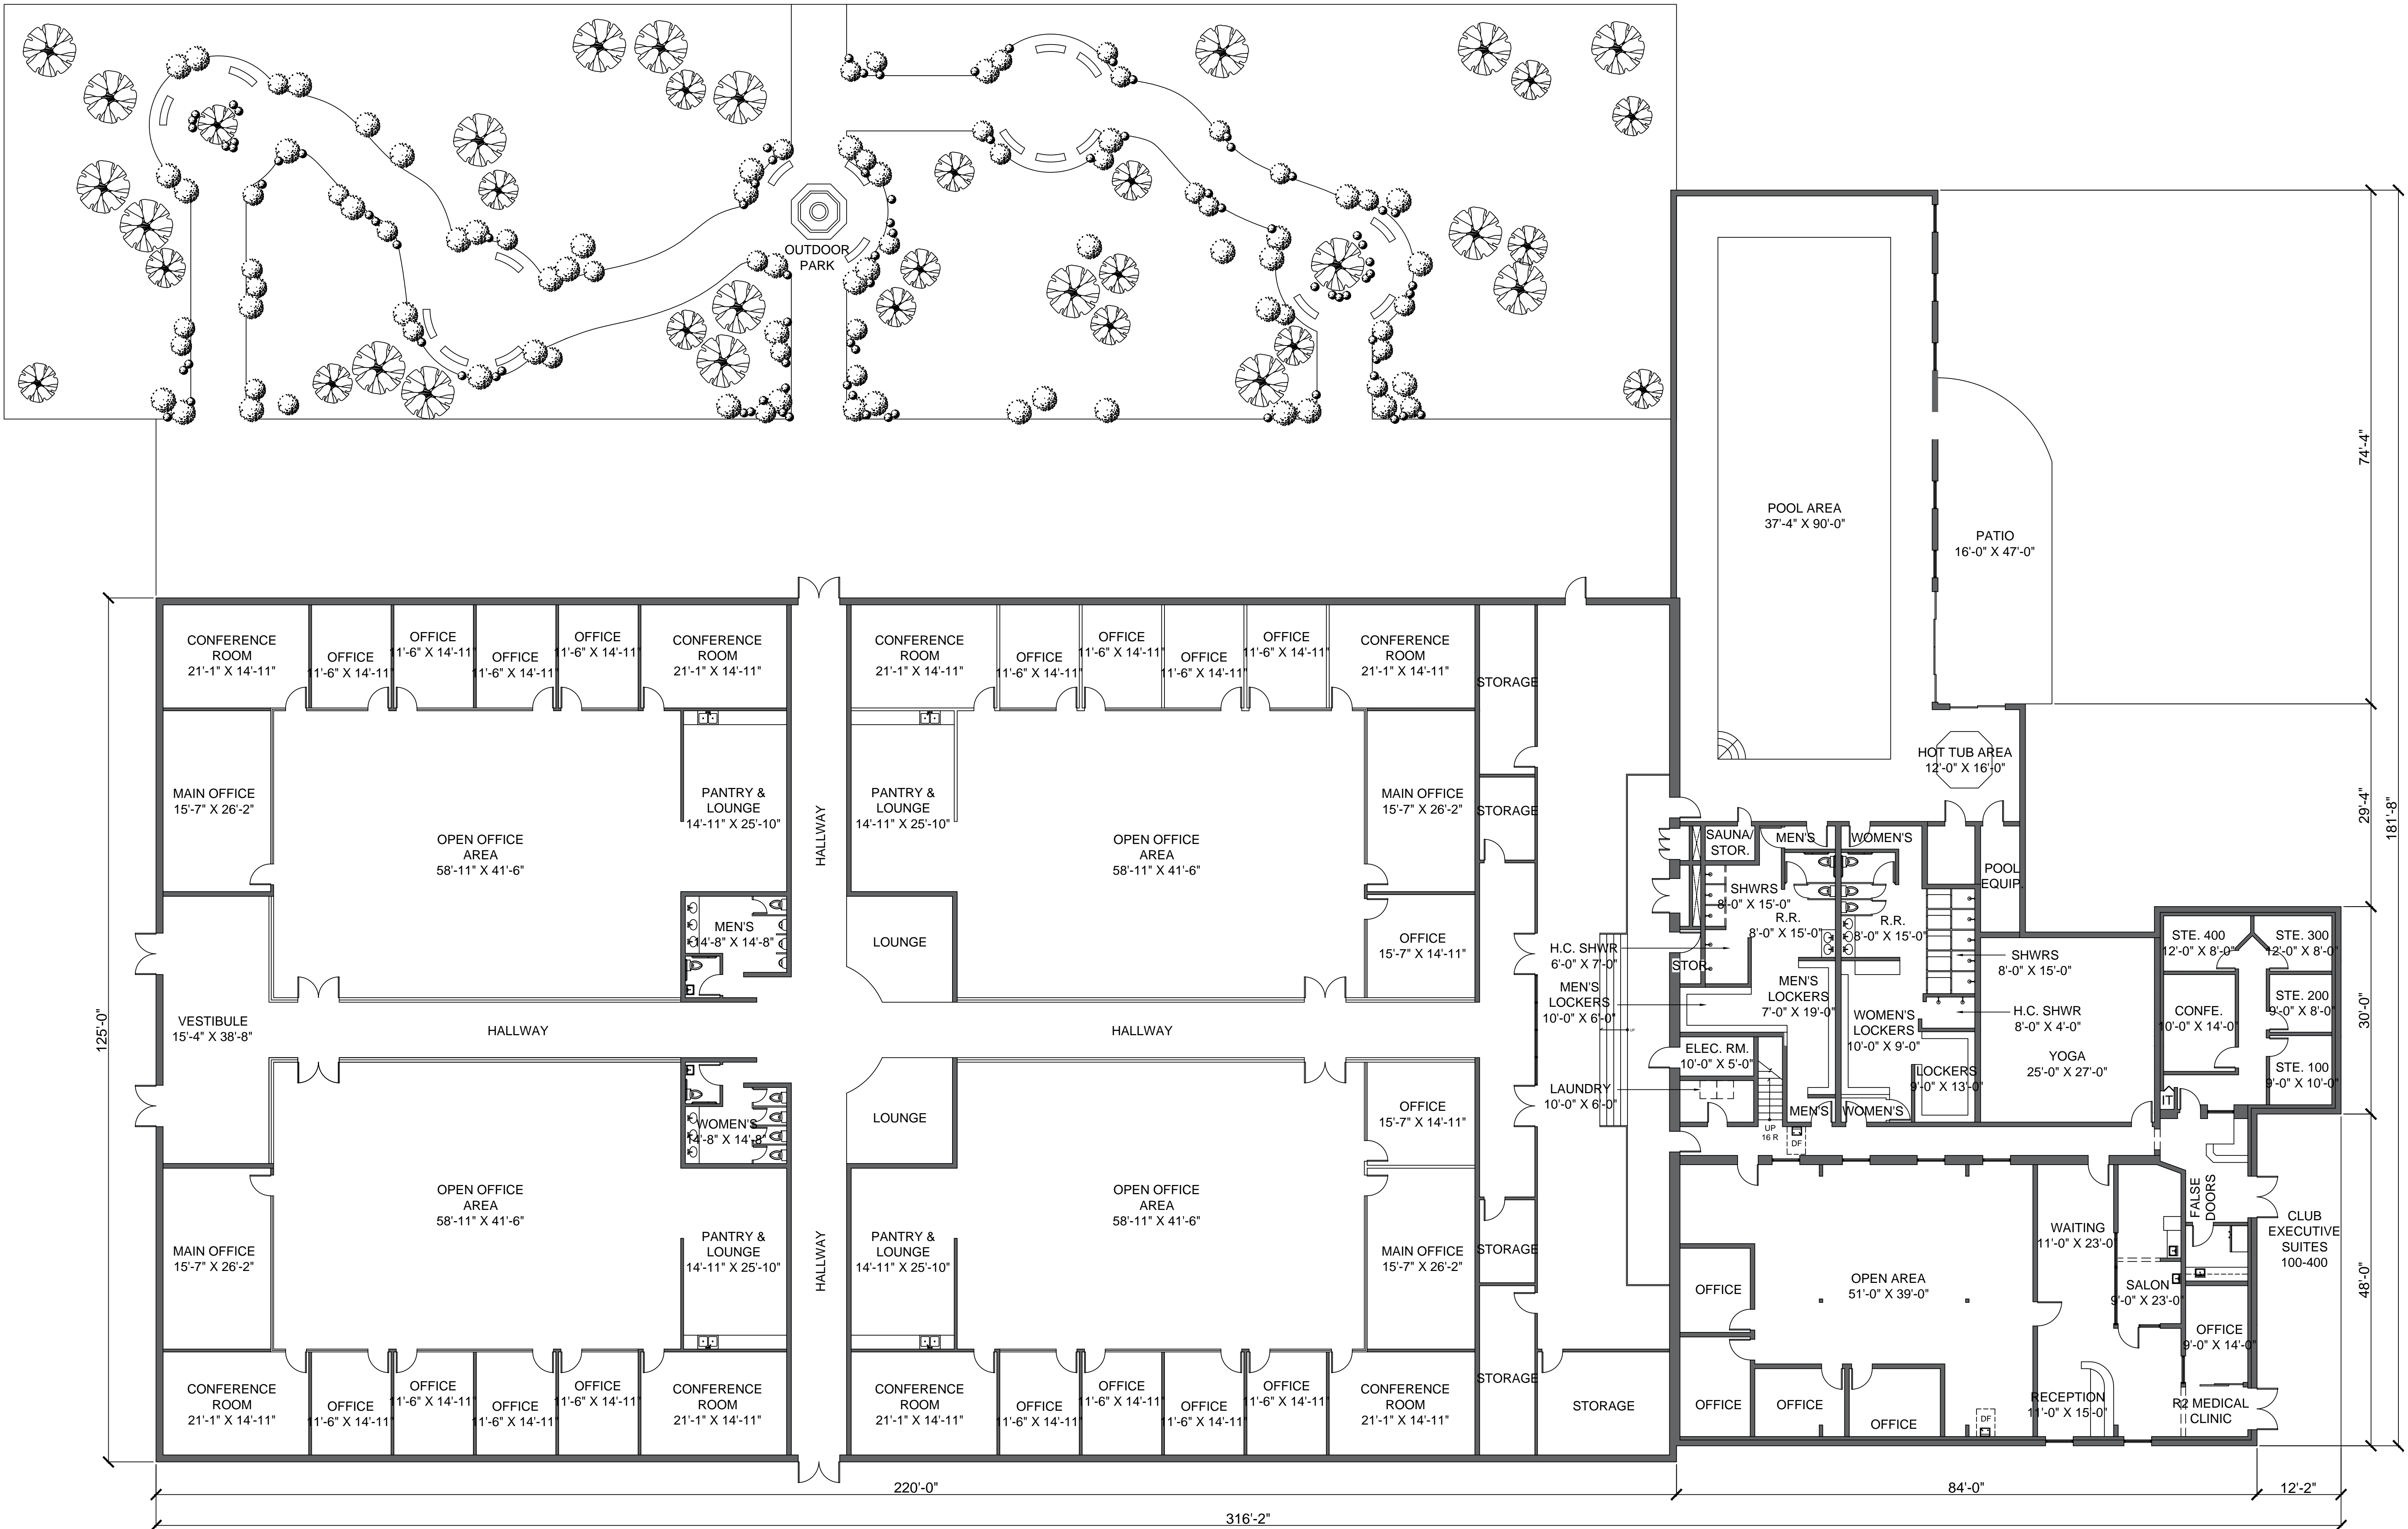 OUTDOOR
PARK
POOL AREA
37'-4" X 90'-0"
PATIO
16'-0" X 47'-0"
74'-4"
181'-8"
29'-4"
30'-0"
48'-0"
125'-0"
CONFERENCE
ROOM
21'-1" X 14'-11"
OFFICE
11'-6" X 14'-11"
OFFICE
11'-6" X 14'-11"
OFFICE
11'-6" X 14'-11"
OFFICE
11'-6" X 14'-11"
CONFERENCE
ROOM
21'-1" X 14'-11"
CONFERENCE
ROOM
21'-1" X 14'-11"
OFFICE
11'-6" X 14'-11"
OFFICE
11'-6" X 14'-11"
OFFICE
11'-6" X 14'-11"
OFFICE
11'-6" X 14'-11"
CONFERENCE
ROOM
21'-1" X 14'-11"
STORAGE
MAIN OFFICE
15'-7" X 26'-2"
OPEN OFFICE
AREA
58'-11" X 41'-6"
PANTRY &
LOUNGE
14'-11" X 25'-10"
HALLWAY
PANTRY &
LOUNGE
14'-11" X 25'-10"
OPEN OFFICE
AREA
58'-11" X 41'-6"
MAIN OFFICE
15'-7" X 26'-2"
STORAGE
HOT TUB AREA
12'-0" X 16'-0"
SAUNA/
STOR.
MEN'S
WOMEN'S
POOL
EQUIP.
SHWRS
8'-0" X 15'-0"
R.R.
8'-0" X 15'-0"
R.R.
8'-0" X 15'-0"
MEN'S
14'-8" X 14'-8"
LOUNGE
OFFICE
15'-7" X 14'-11"
H.C. SHWR
6'-0" X 7'-0"
STOR.
SHWRS
8'-0" X 15'-0"
STE. 400
12'-0" X 8'-0"
STE. 300
12'-0" X 8'-0"
MEN'S
LOCKERS
10'-0" X 6'-0"
MEN'S
LOCKERS
7'-0" X 19'-0"
WOMEN'S
LOCKERS
10'-0" X 9'-0"
H.C. SHWR
8'-0" X 4'-0"
CONFE.
10'-0" X 14'-0"
STE. 200
9'-0" X 8'-0"
VESTIBULE
15'-4" X 38'-8"
HALLWAY
HALLWAY
UP
ELEC. RM.
10'-0" X 5'-0"
YOGA
25'-0" X 27'-0"
LOCKERS
9'-0" X 13'-0"
STE. 100
9'-0" X 10'-0"
LAUNDRY
10'-0" X 6'-0"
IT
MEN'S
WOMEN'S
UP
16 R
DF
WOMEN'S
14'-8" X 14'-8"
LOUNGE
OFFICE
15'-7" X 14'-11"
OPEN OFFICE
AREA
58'-11" X 41'-6"
OPEN OFFICE
AREA
58'-11" X 41'-6"
MAIN OFFICE
15'-7" X 26'-2"
PANTRY &
LOUNGE
14'-11" X 25'-10"
HALLWAY
PANTRY &
LOUNGE
14'-11" X 25'-10"
MAIN OFFICE
15'-7" X 26'-2"
STORAGE
FALSE
DOORS
WAITING
11'-0" X 23'-0"
CLUB
EXECUTIVE
SUITES
100-400
OFFICE
OPEN AREA
51'-0" X 39'-0"
SALON
9'-0" X 23'-0"
OFFICE
9'-0" X 14'-0"
CONFERENCE
ROOM
21'-1" X 14'-11"
OFFICE
11'-6" X 14'-11"
OFFICE
11'-6" X 14'-11"
OFFICE
11'-6" X 14'-11"
OFFICE
11'-6" X 14'-11"
CONFERENCE
ROOM
21'-1" X 14'-11"
CONFERENCE
ROOM
21'-1" X 14'-11"
OFFICE
11'-6" X 14'-11"
OFFICE
11'-6" X 14'-11"
OFFICE
11'-6" X 14'-11"
OFFICE
11'-6" X 14'-11"
CONFERENCE
ROOM
21'-1" X 14'-11"
STORAGE
STORAGE
OFFICE
OFFICE
OFFICE
DF
RECEPTION
11'-0" X 15'-0"
R2 MEDICAL
CLINIC
220'-0"
84'-0"
12'-2"
316'-2"